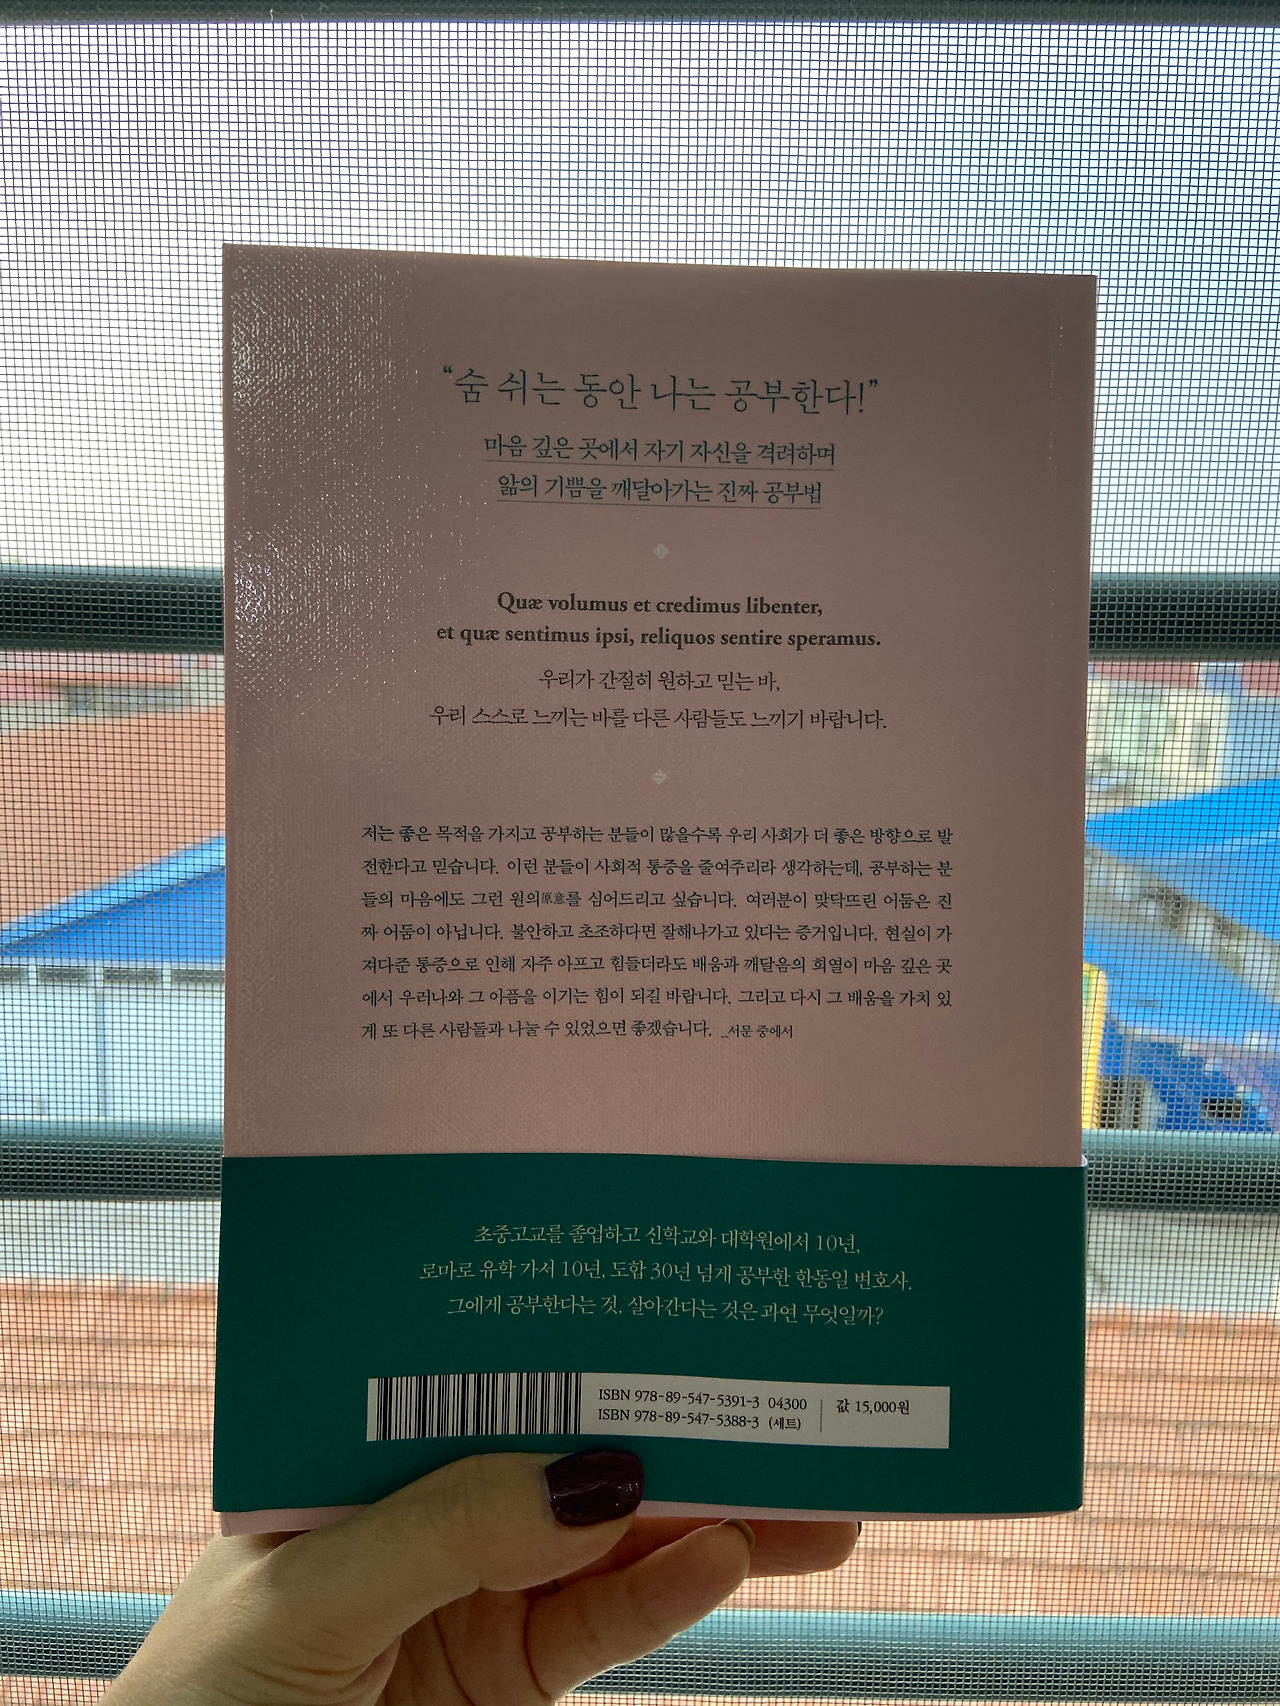 “숨 쉬는 동안 나는 공부한다!”
마음 깊은 곳에서 자기 자신을 격려하며
앎의 기쁨을 깨달아가는 진짜 공부법
Quæ volumus et credimus libenter,
et quæ sentimus ipsi, reliquos sentire speramus.
우리가 간절히 원하고 믿는 바,
우리 스스로 느끼는 바를 다른 사람들도 느끼기 바랍니다.
저는 좋은 목적을 가지고 공부하는 분들이 많을수록 우리 사회가 더 좋은 방향으로 발
전한다고 믿습니다. 이런 분들이 사회적 통증을 줄여주리라 생각하는데, 공부하는 분
들의 마음에도 그런 원의原意를 심어드리고 싶습니다. 여러분이 맞닥뜨린 어둠은 진
짜 어둠이 아닙니다. 불안하고 초조하다면 잘해나가고 있다는 증거입니다. 현실이 가
져다준 통증으로 인해 자주 아프고 힘들더라도 배움과 깨달음의 희열이 마음 깊은 곳
에서 우러나와 그 아픔을 이기는 힘이 되길 바랍니다. 그리고 다시 그 배움을 가치 있
게 또 다른 사람들과 나눌 수 있었으면 좋겠습니다. _서문 중에서
초중고교를 졸업하고 신학교와 대학원에서 10년,
로마로 유학 가서 10년, 도합 30년 넘게 공부한 한동일 변호사.
그에게 공부한다는 것, 살아간다는 것은 과연 무엇일까?
ISBN 978-89-547-5391-3 04300
ISBN 978-89-547-5388-3 (세트)
값 15,000원